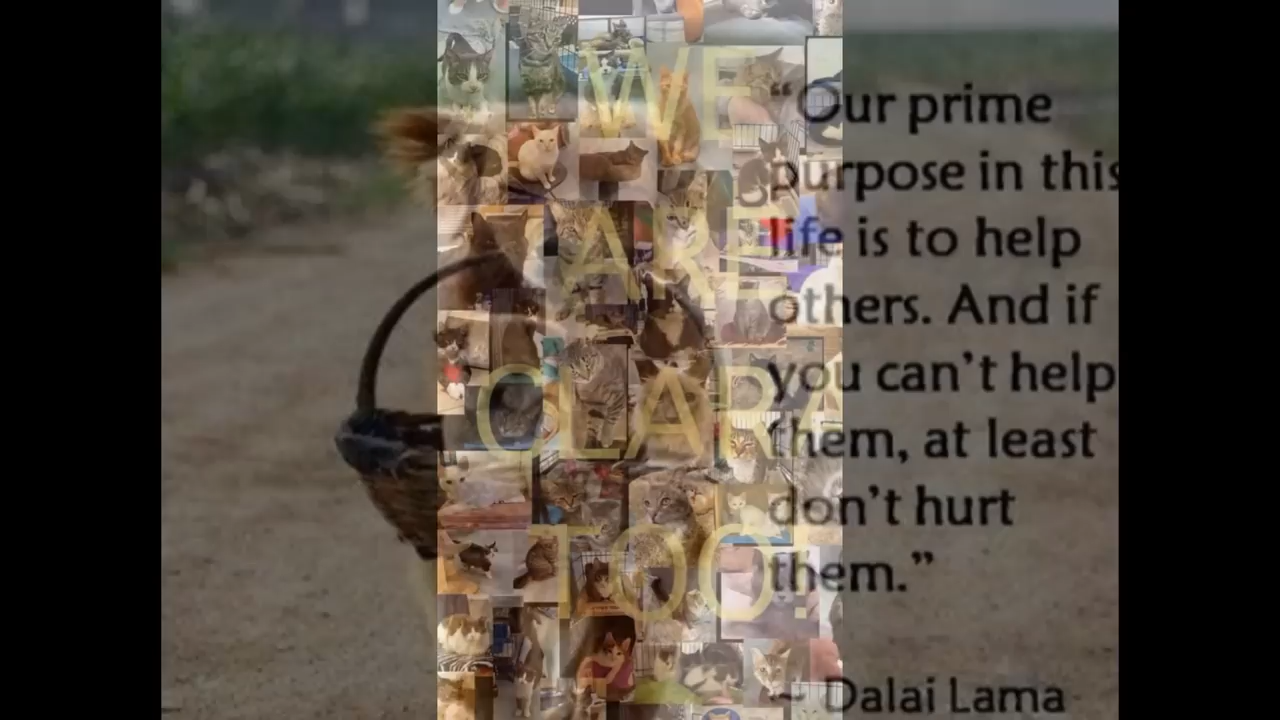 WE
ARE
CLARA
TOO!
“Our prime
purpose in this
life is to help
others. And if
you can’t help
them, at least
don’t hurt
them.”
~ Dalai Lama